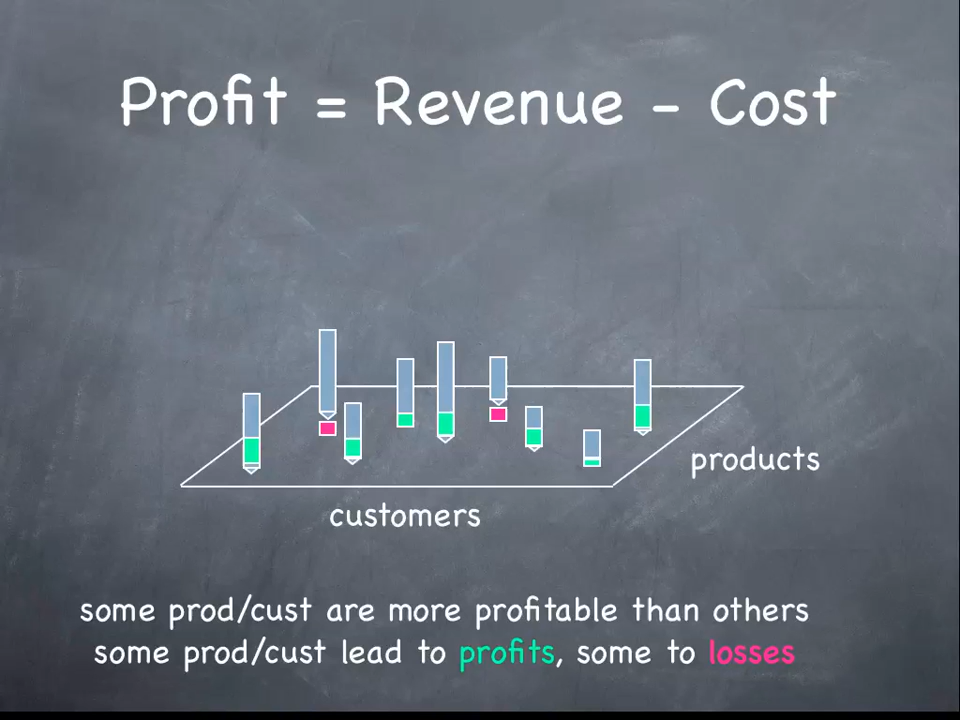 Profit = Revenue - Cost
products
customers
some prod/cust are more profitable than others
some prod/cust lead to profits, some to losses